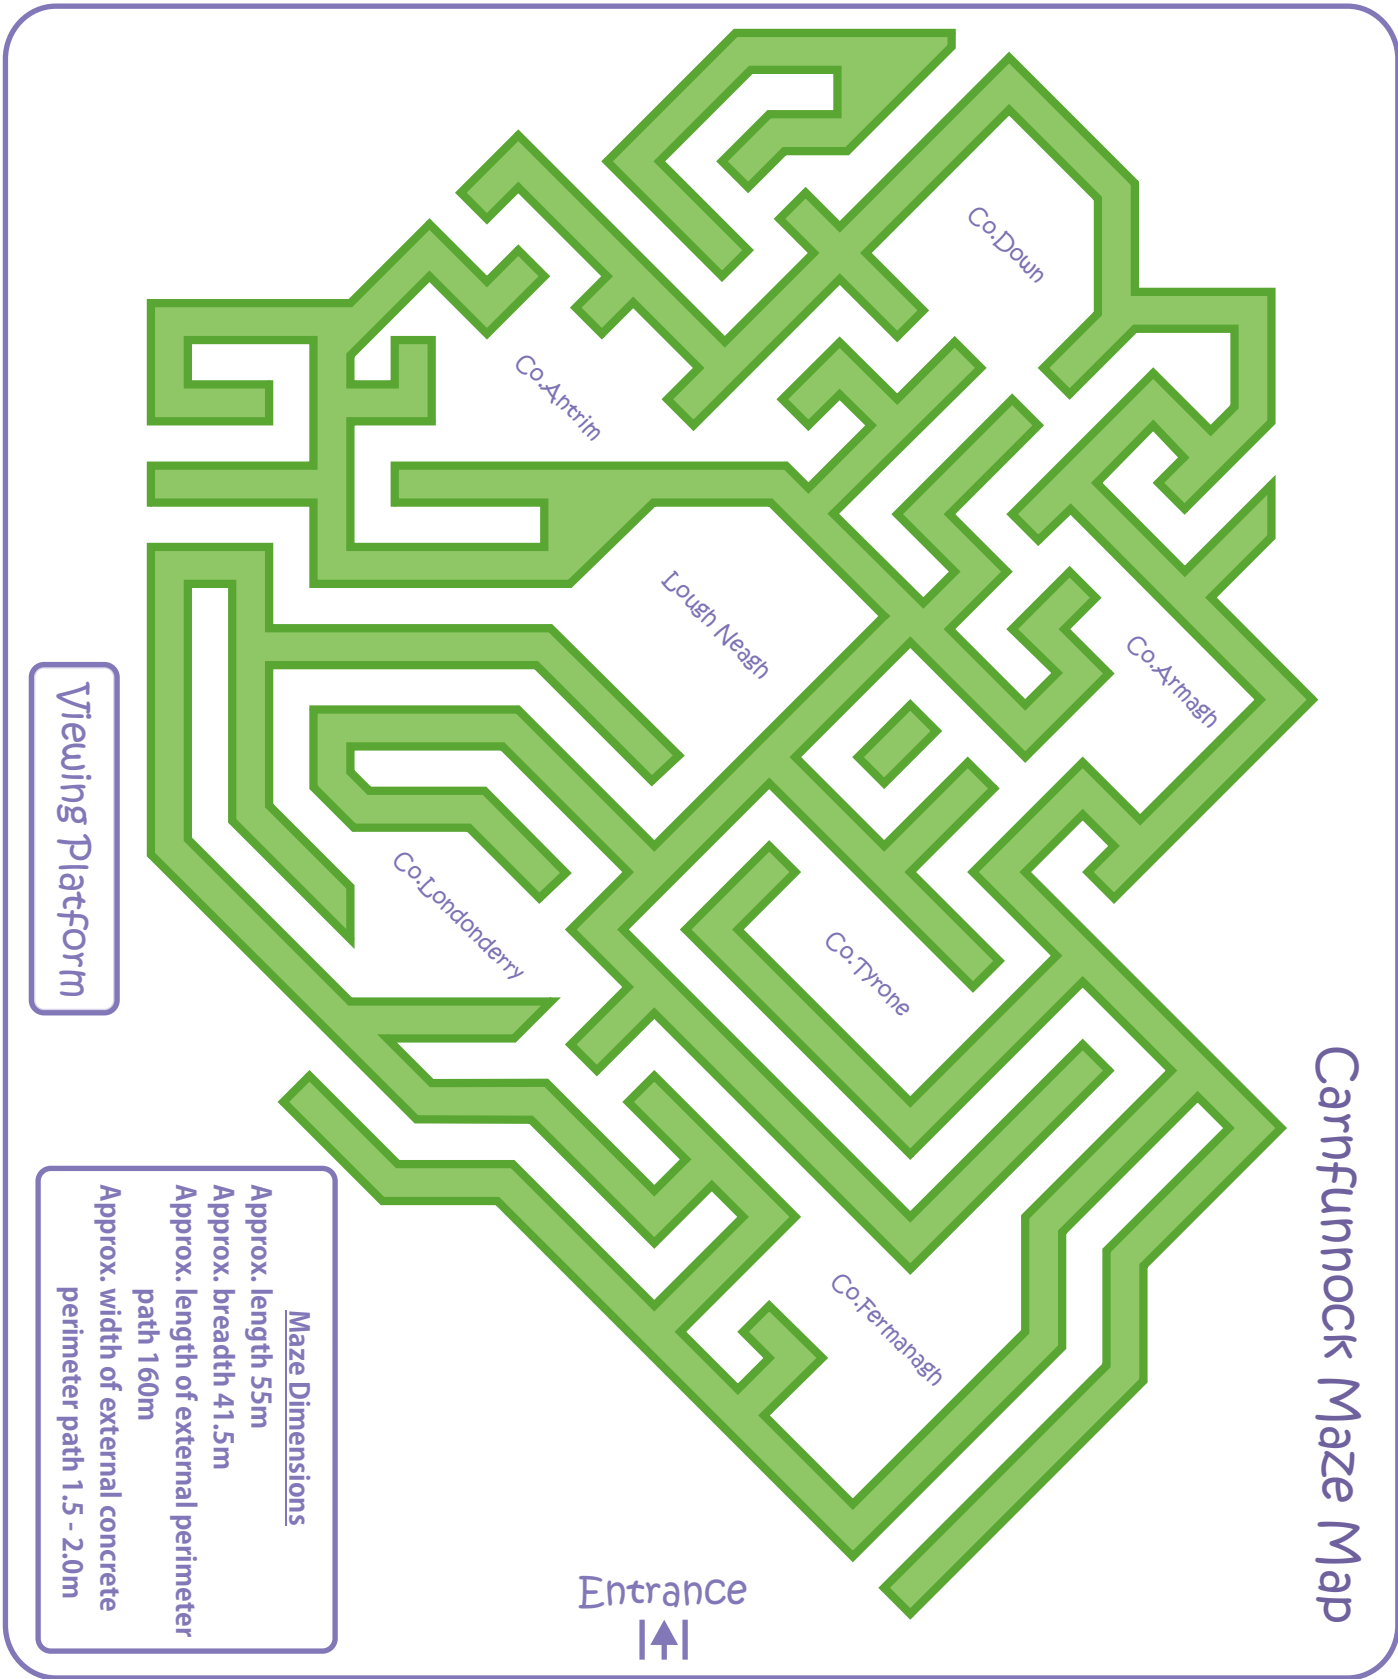 Carnfunnock Maze Map
Co.Down
Co.Antrim
Lough Neagh
Co.Armagh
Co.Londonderry
Co.Tyrone
Co.Fermanagh
Viewing Platform
Maze Dimensions
Approx. length 55m
Approx. breadth 41.5m
Approx. length of external perimeter
path 160m
Approx. width of external concrete
perimeter path 1.5 - 2.0m
Entrance